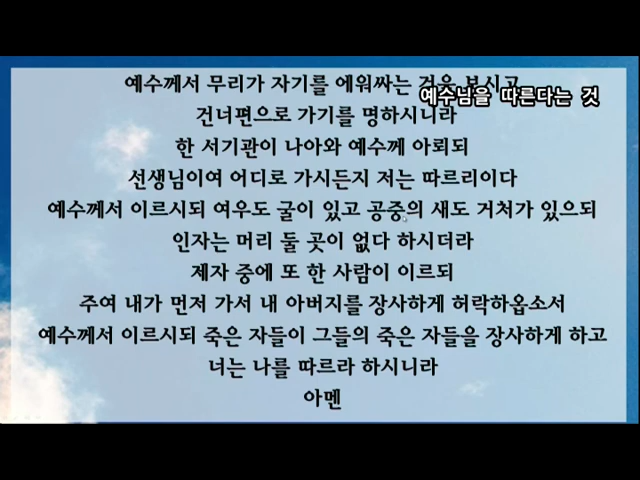 예수께서 무리가 자기를 에워싸는 것을 보시고
예수님을 따른다는 것
건너편으로 가기를 명하시니라
한 서기관이 나아와 예수께 아뢰되
선생님이여 어디로 가시든지 저는 따르리이다
예수께서 이르시되 여우도 굴이 있고 공중의 새도 거처가 있으되
인자는 머리 둘 곳이 없다 하시더라
제자 중에 또 한 사람이 이르되
주여 내가 먼저 가서 내 아버지를 장사하게 허락하옵소서
예수께서 이르시되 죽은 자들이 그들의 죽은 자들을 장사하게 하고
너는 나를 따르라 하시니라
아멘